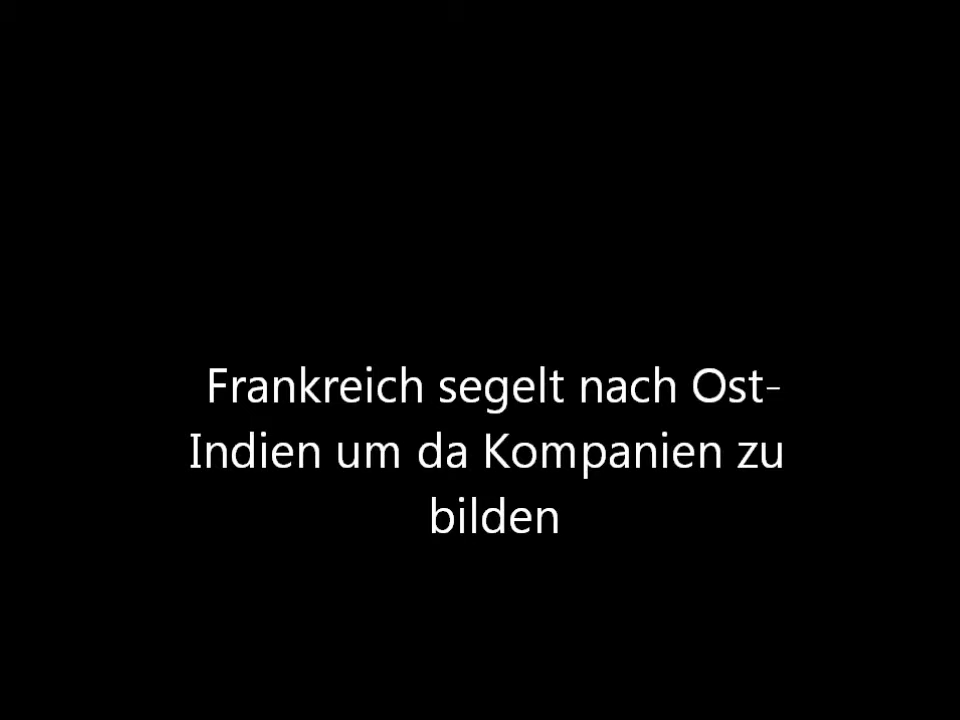 Frankreich segelt nach Ost-
Indien um da Kompanien zu
bilden